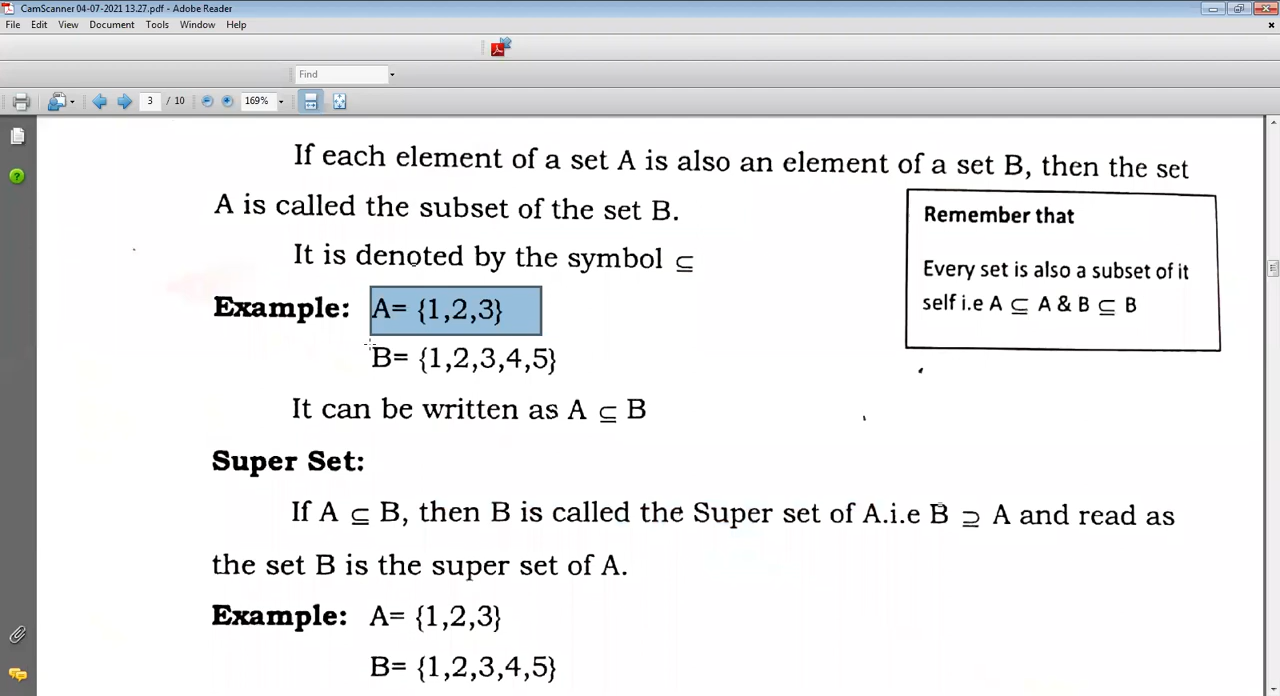 CamScanner 04-07-2021 13.27.pdf - Adobe Reader
File Edit View Document Tools Window Help
Find
3 / 10 169%
If each element of a set A is also an element of a set B, then the set
A is called the subset of the set B.
It is denoted by the symbol ⊆
Remember that
Every set is also a subset of it
self i.e A ⊆ A & B ⊆ B
Example: A= {1,2,3}
B= {1,2,3,4,5}
It can be written as A ⊆ B
Super Set:
If A ⊆ B, then B is called the Super set of A.i.e B ⊇ A and read as
the set B is the super set of A.
Example: A= {1,2,3}
B= {1,2,3,4,5}